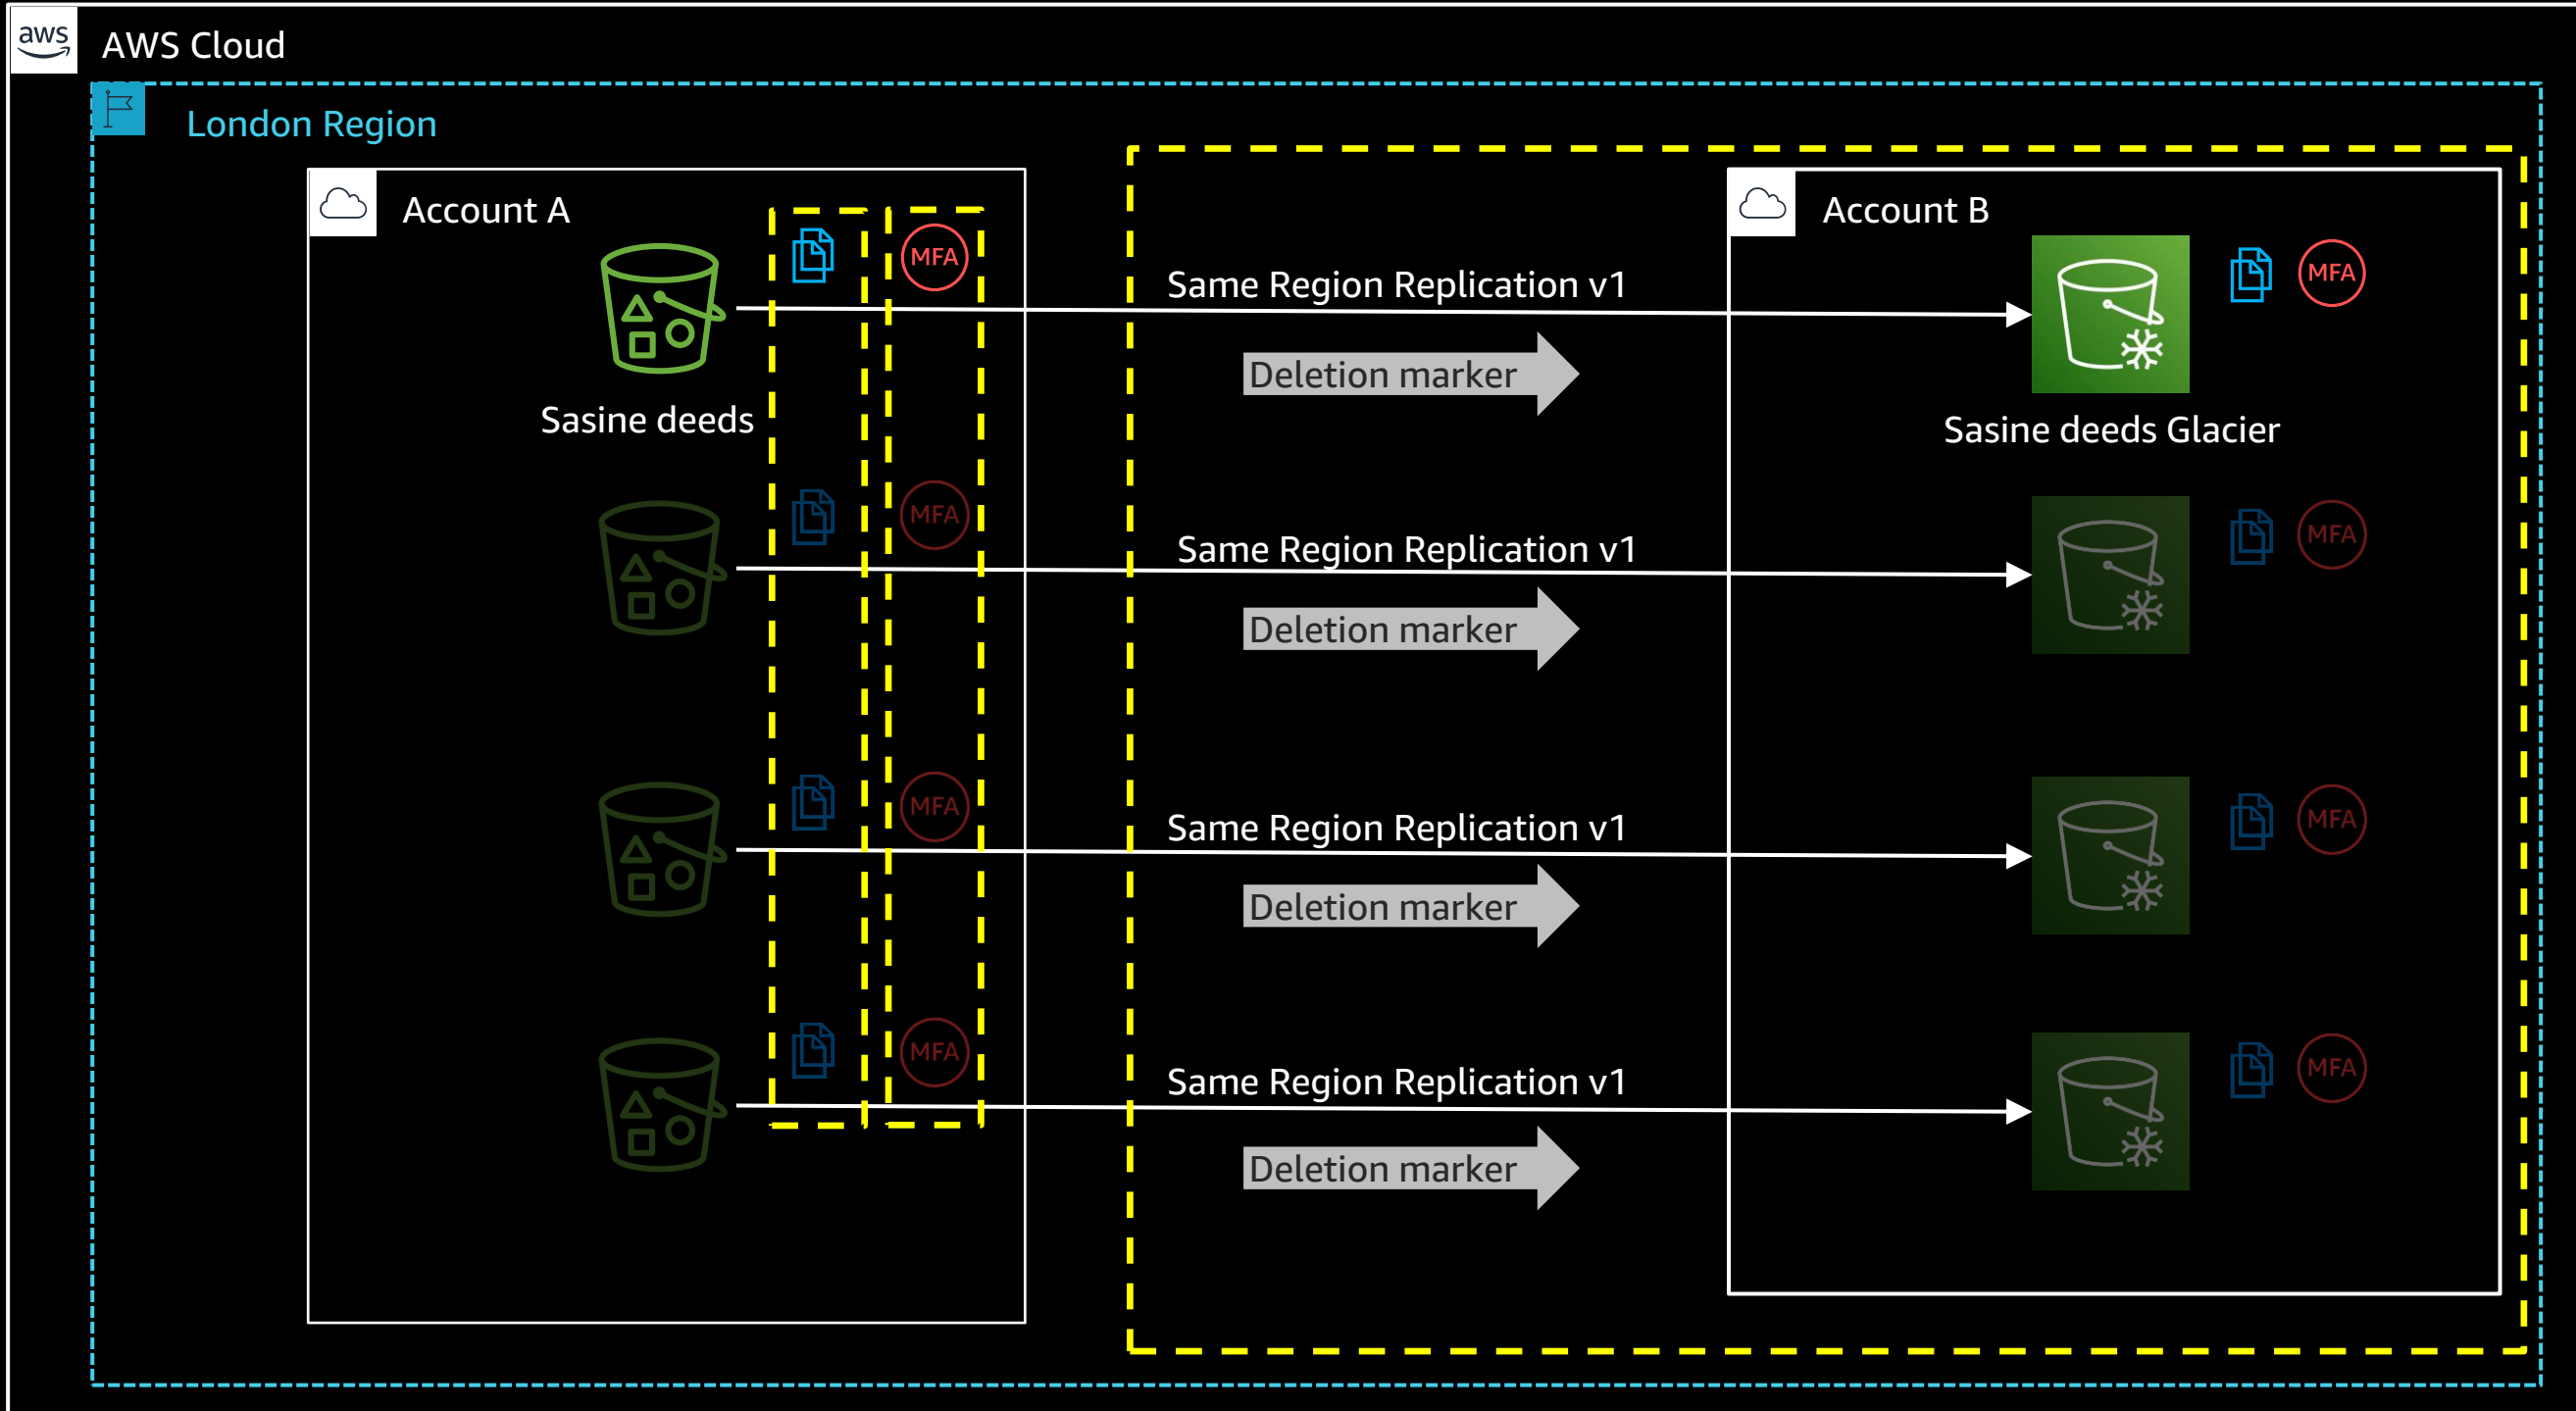 aws
AWS Cloud
London Region
Account A
Account B
MFA
MFA
Same Region Replication v1
Deletion marker
Sasine deeds
Sasine deeds Glacier
MFA
MFA
Same Region Replication v1
Deletion marker
MFA
MFA
Same Region Replication v1
Deletion marker
MFA
MFA
Same Region Replication v1
Deletion marker